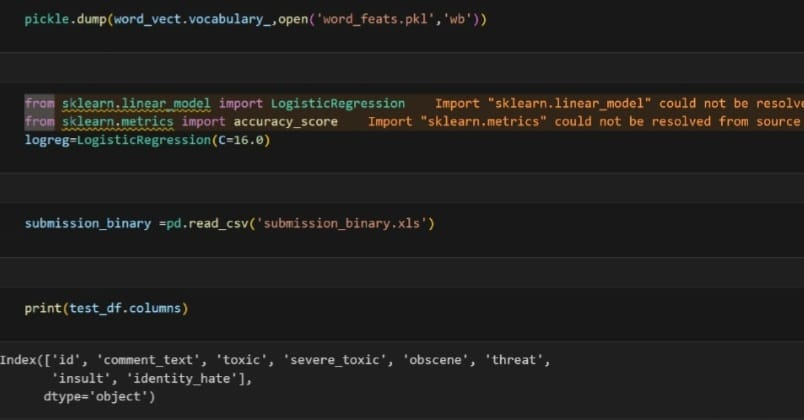 pickle.dump(word_vect.vocabulary_,open('word_feats.pkl','wb'))
from sklearn.linear_model import LogisticRegression Import "sklearn.linear_model" could not be resolve
from sklearn.metrics import accuracy_score Import "sklearn.metrics" could not be resolved from source
logreg=LogisticRegression(C=16.0)
submission_binary =pd.read_csv('submission_binary.xls')
print(test_df.columns)
Index(['id', 'comment_text', 'toxic', 'severe_toxic', 'obscene', 'threat',
'insult', 'identity_hate'],
dtype='object')